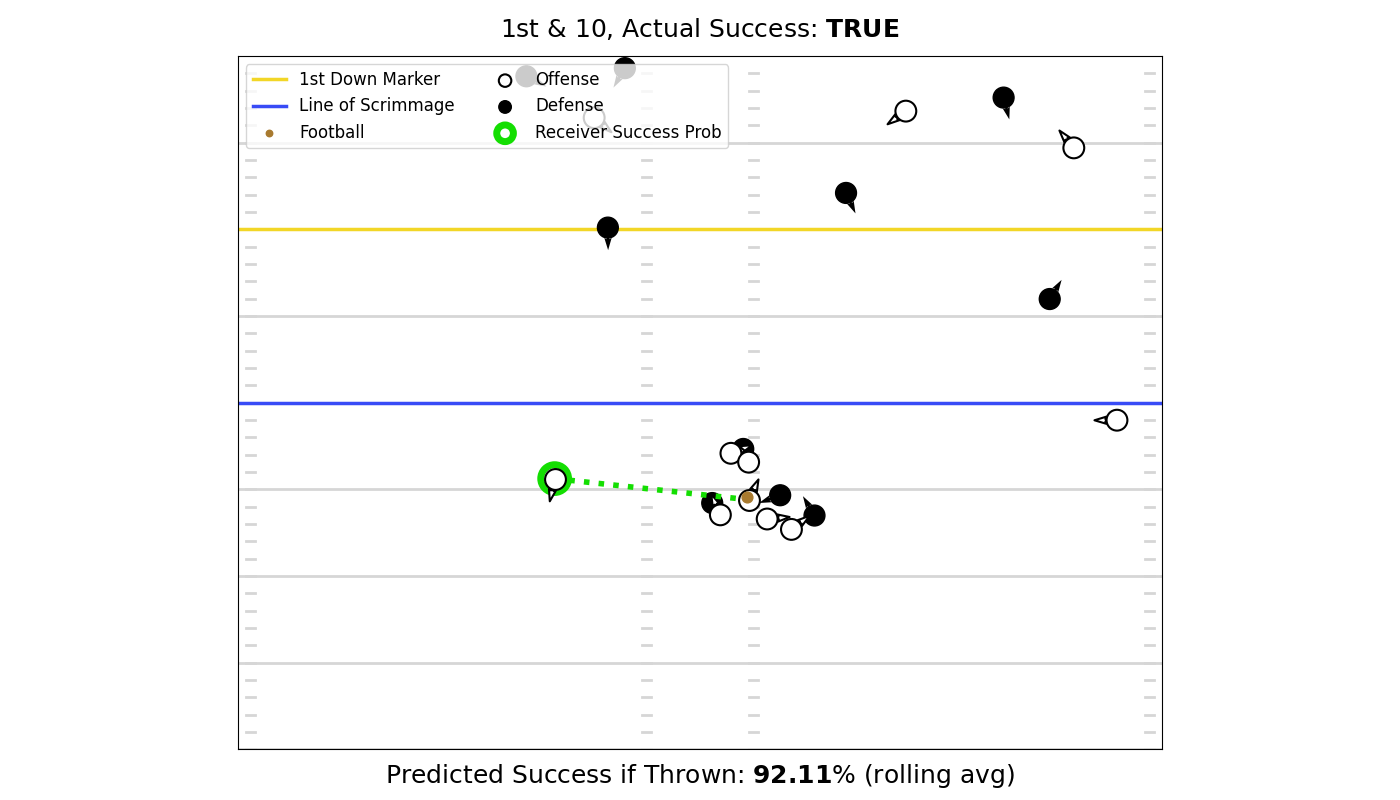 1st & 10, Actual Success: TRUE
1st Down Marker
Line of Scrimmage
Football
Offense
Defense
Receiver Success Prob
Predicted Success if Thrown: 92.11% (rolling avg)